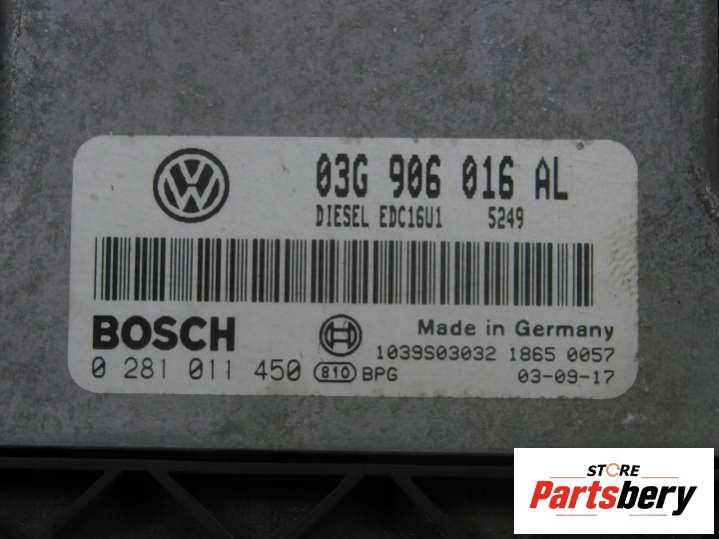 03G 906 016 AL
DIESEL EDC16U1 5249
BOSCH
Made in Germany
0 281 011 450
1039S03032 1865 0057
810 BPG
03-09-17
STORE
Partsbery